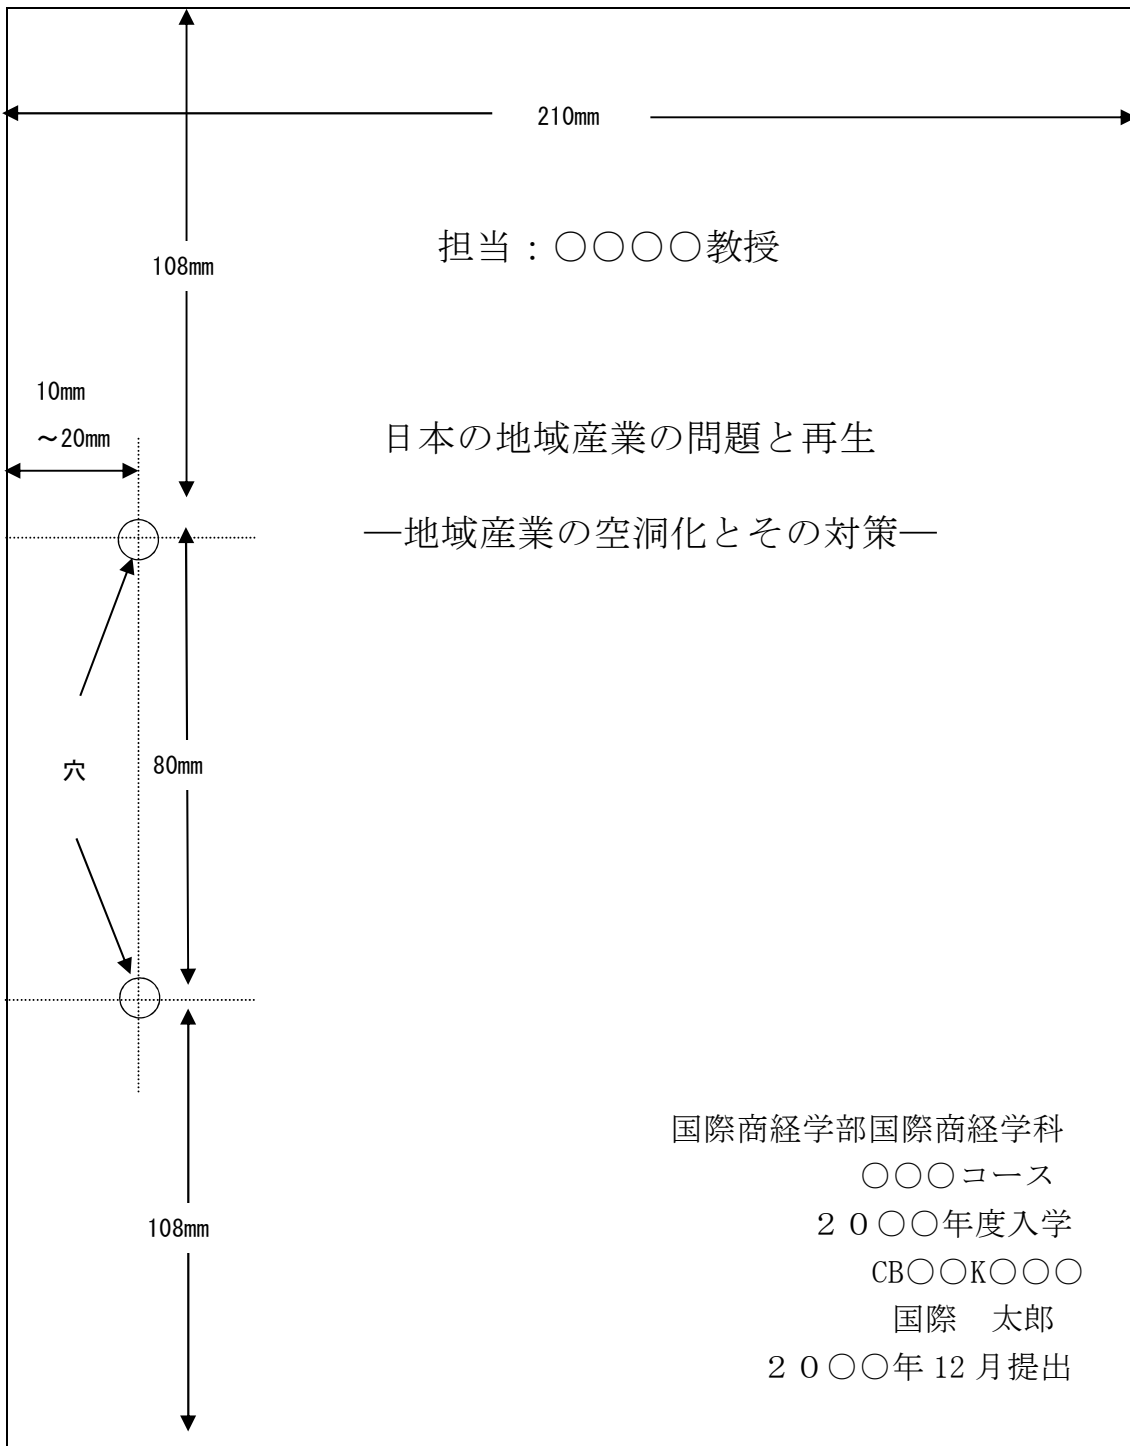 210mm
担当：○○○○教授
108mm
10mm
～20mm
日本の地域産業の問題と再生
―地域産業の空洞化とその対策―
穴
80mm
国際商経学部国際商経学科
○○○コース
２０○○年度入学
108mm
CB○○K○○○
国際　太郎
２０○○年 12 月提出